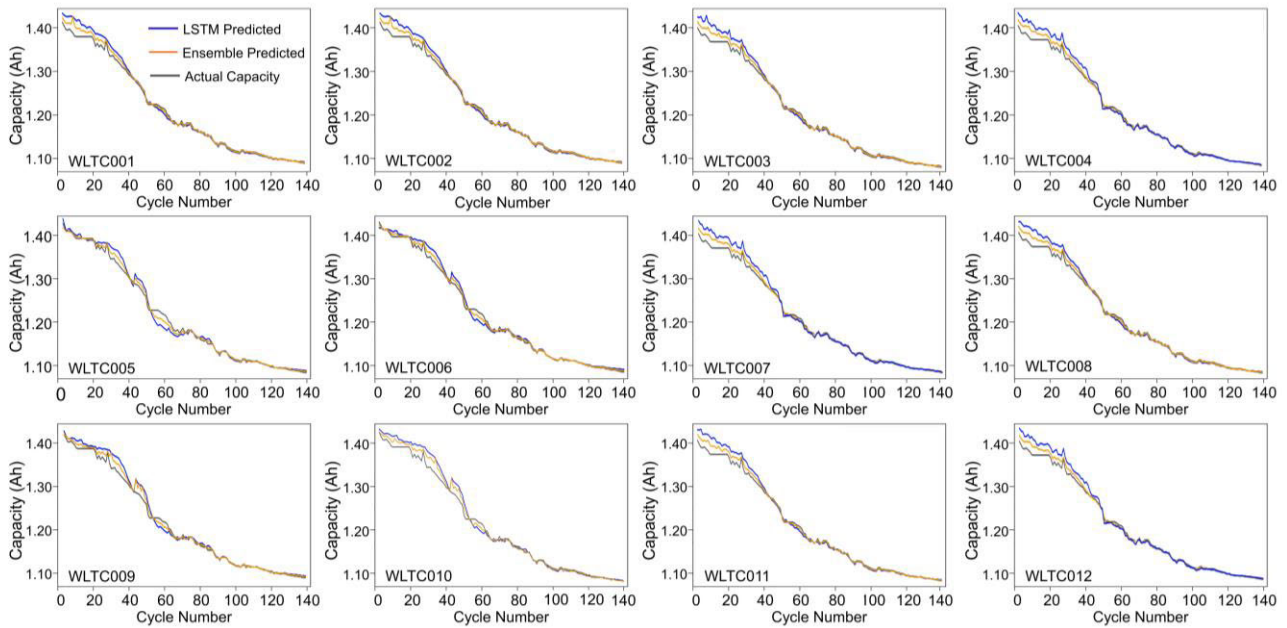 Capacity (Ah)
1.40
1.30
1.20
1.10
LSTM Predicted
Ensemble Predicted
Actual Capacity
WLTC001
0 20 40 60 80 100 120 140
Cycle Number
Capacity (Ah)
1.40
1.30
1.20
1.10
WLTC002
0 20 40 60 80 100 120 140
Cycle Number
Capacity (Ah)
1.40
1.30
1.20
1.10
WLTC003
0 20 40 60 80 100 120 140
Cycle Number
Capacity (Ah)
1.40
1.30
1.20
1.10
WLTC004
0 20 40 60 80 100 120 140
Cycle Number
Capacity (Ah)
1.40
1.30
1.20
1.10
WLTC005
0 20 40 60 80 100 120 140
Cycle Number
Capacity (Ah)
1.40
1.30
1.20
1.10
WLTC006
0 20 40 60 80 100 120 140
Cycle Number
Capacity (Ah)
1.40
1.30
1.20
1.10
WLTC007
0 20 40 60 80 100 120 140
Cycle Number
Capacity (Ah)
1.40
1.30
1.20
1.10
WLTC008
0 20 40 60 80 100 120 140
Cycle Number
Capacity (Ah)
1.40
1.30
1.20
1.10
WLTC009
0 20 40 60 80 100 120 140
Cycle Number
Capacity (Ah)
1.40
1.30
1.20
1.10
WLTC010
0 20 40 60 80 100 120 140
Cycle Number
Capacity (Ah)
1.40
1.30
1.20
1.10
WLTC011
0 20 40 60 80 100 120 140
Cycle Number
Capacity (Ah)
1.40
1.30
1.20
1.10
WLTC012
0 20 40 60 80 100 120 140
Cycle Number